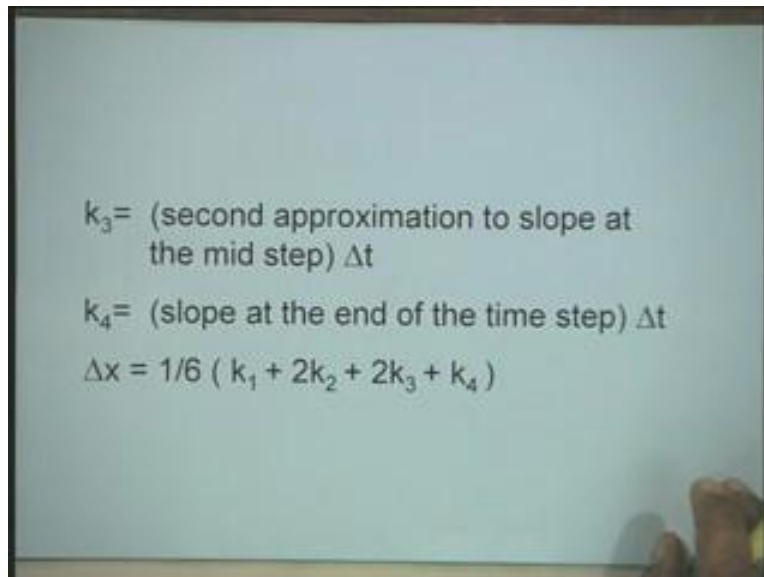 k₃= (second approximation to slope at
the mid step) Δt
k₄= (slope at the end of the time step) Δt
Δx = 1/6 ( k₁ + 2k₂ + 2k₃ + k₄ )